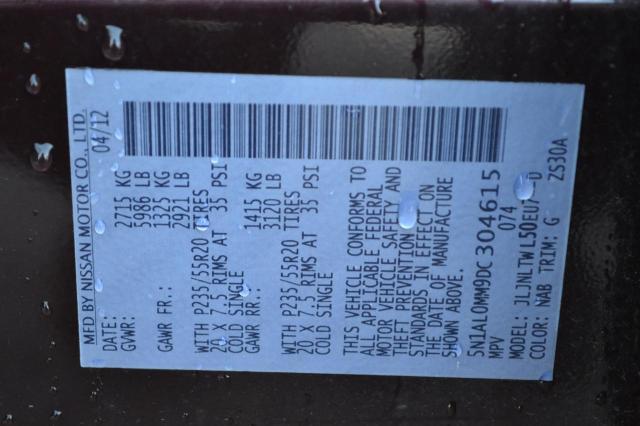 MFD BY NISSAN MOTOR CO., LTD.
DATE: 04/12
GVWR: 2715 KG
5986 LB
GAWR FR.: 1325 KG
2921 LB
WITH P235/55R20 TIRES
20 X 7.5 RIMS AT 35 PSI
COLD SINGLE
GAWR RR.: 1415 KG
3120 LB
WITH P235/55R20 TIRES
20 X 7.5 RIMS AT 35 PSI
COLD SINGLE
THIS VEHICLE CONFORMS TO
ALL APPLICABLE FEDERAL
MOTOR VEHICLE SAFETY AND
THEFT PREVENTION
STANDARDS IN EFFECT ON
THE DATE OF MANUFACTURE
SHOWN ABOVE.
5N1AL0MM9DC304615
MPV 074
MODEL: JLJNLTWL50EU7--D
COLOR: NAB TRIM: G ZS30A